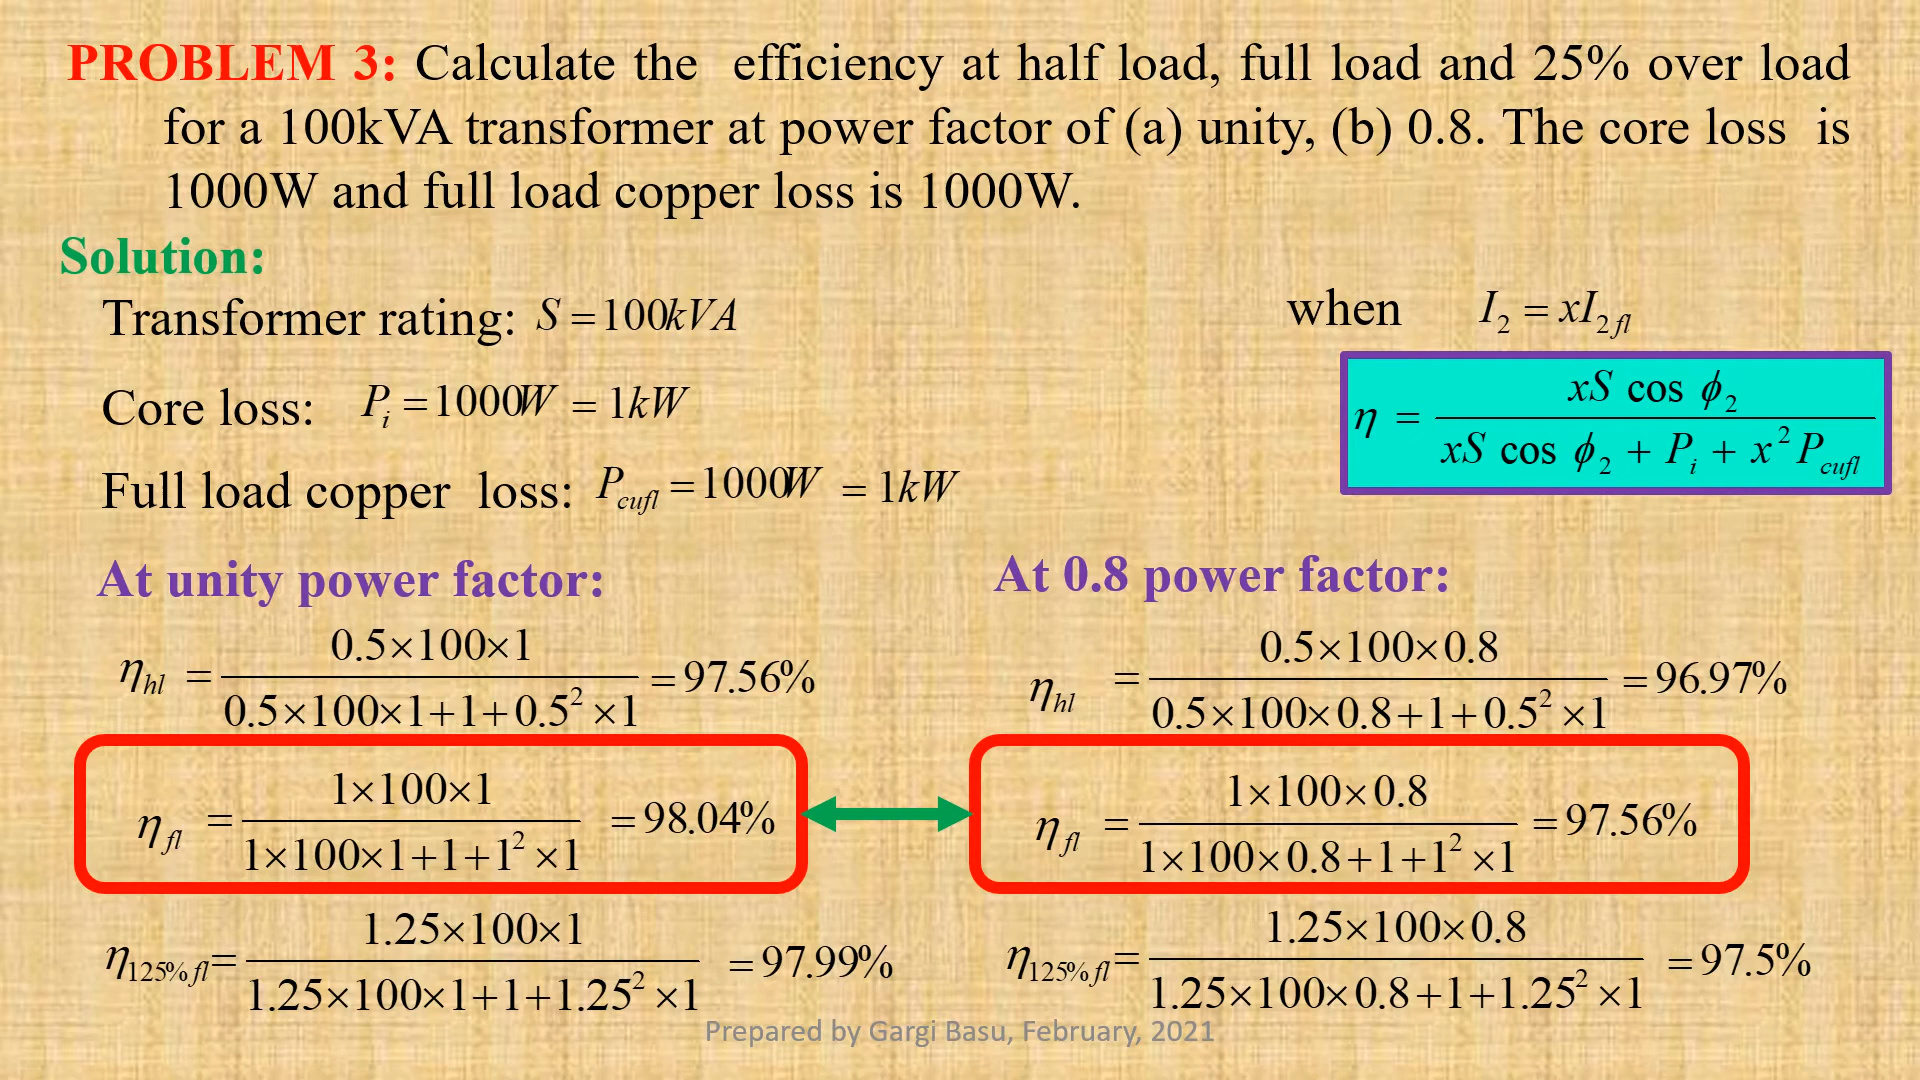 PROBLEM 3: Calculate the efficiency at half load, full load and 25% over load
for a 100kVA transformer at power factor of (a) unity, (b) 0.8. The core loss is
1000W and full load copper loss is 1000W.
Solution:
Transformer rating: S = 100kVA
when I₂ = xI₂fl
Core loss: Pᵢ = 1000W = 1kW
η = xS cos ϕ₂ / xS cos ϕ₂ + Pᵢ + x² Pcufl
Full load copper loss: Pcufl = 1000W = 1kW
At unity power factor:
ηhl = 0.5×100×1 / 0.5×100×1+1+0.5²×1 = 97.56%
ηfl = 1×100×1 / 1×100×1+1+1²×1 = 98.04%
η125%fl = 1.25×100×1 / 1.25×100×1+1+1.25²×1 = 97.99%
At 0.8 power factor:
ηhl = 0.5×100×0.8 / 0.5×100×0.8+1+0.5²×1 = 96.97%
ηfl = 1×100×0.8 / 1×100×0.8+1+1²×1 = 97.56%
η125%fl = 1.25×100×0.8 / 1.25×100×0.8+1+1.25²×1 = 97.5%
Prepared by Gargi Basu, February, 2021